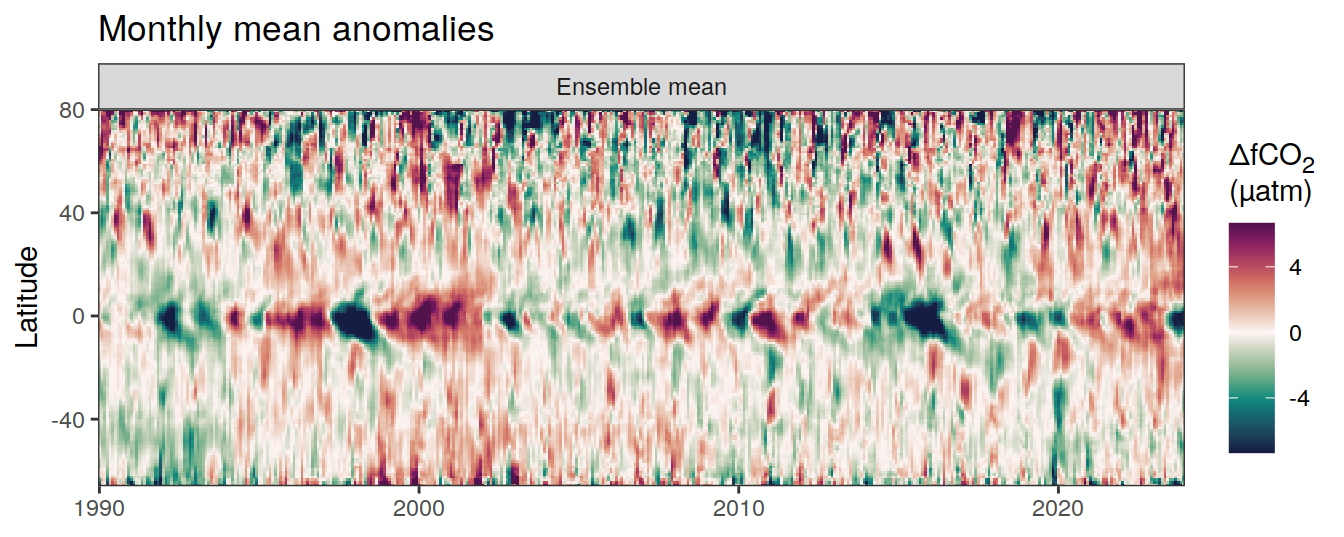 Monthly mean anomalies
Ensemble mean
80
40
0
-40
Latitude
1990 2000 2010 2020
ΔfCO₂
(µatm)
4
0
-4